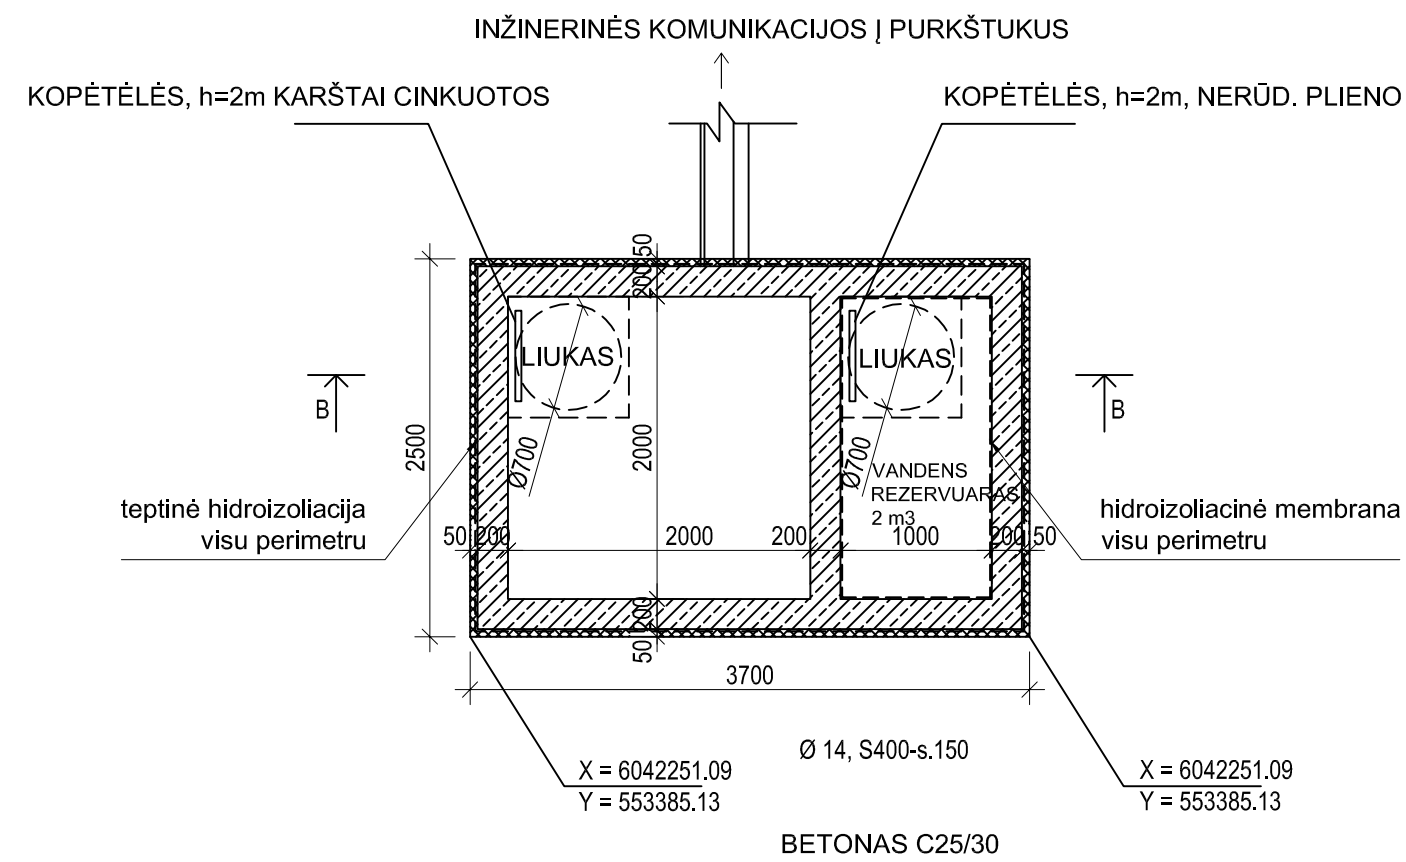 INŽINERINĖS KOMUNIKACIJOS Į PURKŠTUKUS
KOPĖTĖLĖS, h=2m KARŠTAI CINKUOTOS
KOPĖTĖLĖS, h=2m, NERŪD. PLIENO
50
200
LIUKAS
LIUKAS
B
B
2500
Ø700
2000
Ø700
VANDENS
REZERVUARAS
2 m3
teptinė hidroizoliacija
visu perimetru
hidroizoliacinė membrana
visu perimetru
50 200 2000 200 1000 200 50
200
50
3700
Ø 14, S400-s.150
X = 6042251.09
Y = 553385.13
X = 6042251.09
Y = 553385.13
BETONAS C25/30